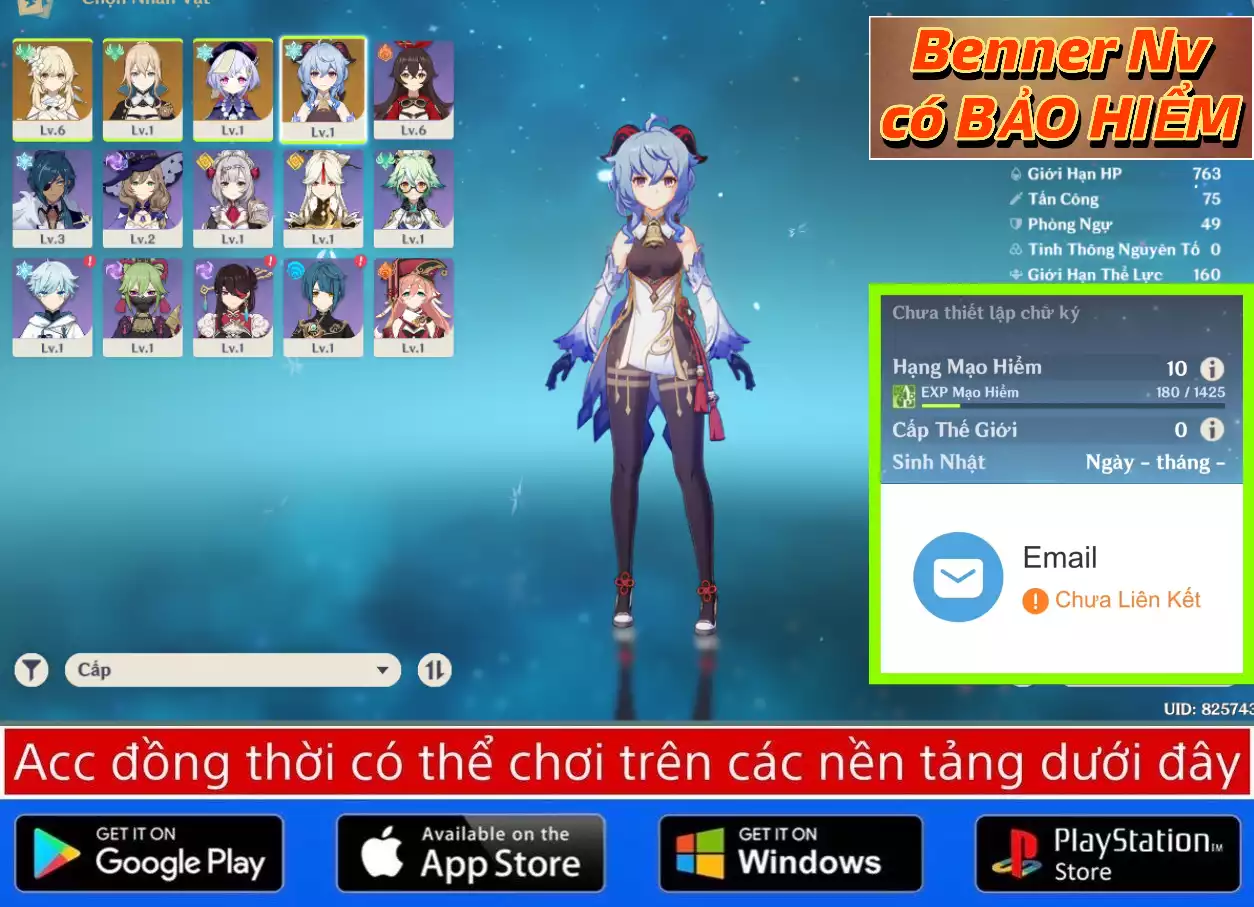 Chọn Nhân Vật
Benner Nv
có BẢO HIỂM
Lv.6
Lv.1
Lv.1
Lv.1
Lv.6
Giới Hạn HP 763
Tấn Công 75
Phòng Ngự 49
Tinh Thông Nguyên Tố 0
Giới Hạn Thể Lực 160
Lv.3
Lv.2
Lv.1
Lv.1
Lv.1
Lv.1
Lv.1
Lv.1
Lv.1
Lv.1
Chưa thiết lập chữ ký
Hạng Mạo Hiểm 10
EXP Mạo Hiểm 180 / 1425
Cấp Thế Giới 0
Sinh Nhật Ngày - tháng -
Email
Chưa Liên Kết
Cấp
UID: 825743
Acc đồng thời có thể chơi trên các nền tảng dưới đây
GET IT ON
Google Play
Available on the
App Store
GET IT ON
Windows
PlayStation™
Store